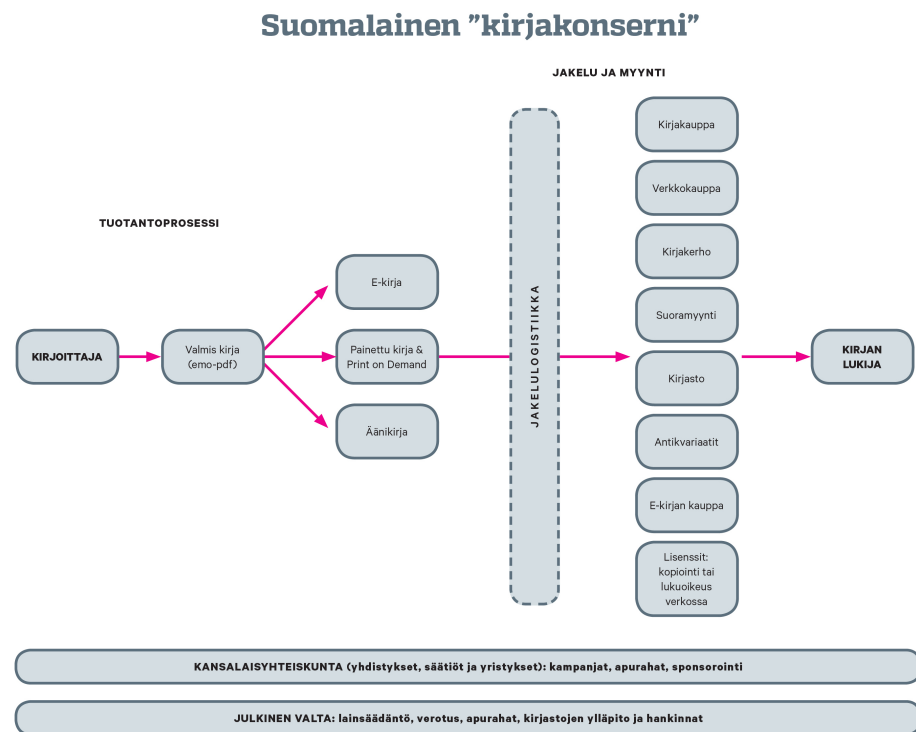 Suomalainen ”kirjakonserni”
JAKELU JA MYYNTI
TUOTANTOPROSESSI
KIRJOITTAJA
Valmis kirja
(emo-pdf)
E-kirja
Painettu kirja &
Print on Demand
Äänikirja
JAKELULOGISTIIKKA
Kirjakauppa
Verkkokauppa
Kirjakerho
Suoramyynti
Kirjasto
Antikvariaatit
E-kirjan kauppa
Lisenssit:
kopiointi tai
lukuoikeus
verkossa
KIRJAN
LUKIJA
KANSALAISYHTEISKUNTA (yhdistykset, säätiöt ja yristykset): kampanjat, apurahat, sponsorointi
JULKINEN VALTA: lainsäädäntö, verotus, apurahat, kirjastojen ylläpito ja hankinnat